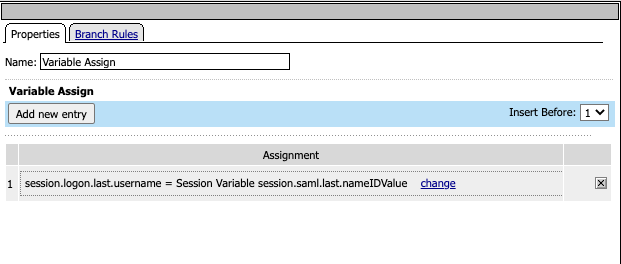 Properties Branch Rules
Name: Variable Assign
Variable Assign
Add new entry Insert Before: 1
Assignment
1 session.logon.last.username = Session Variable session.saml.last.nameIDValue change